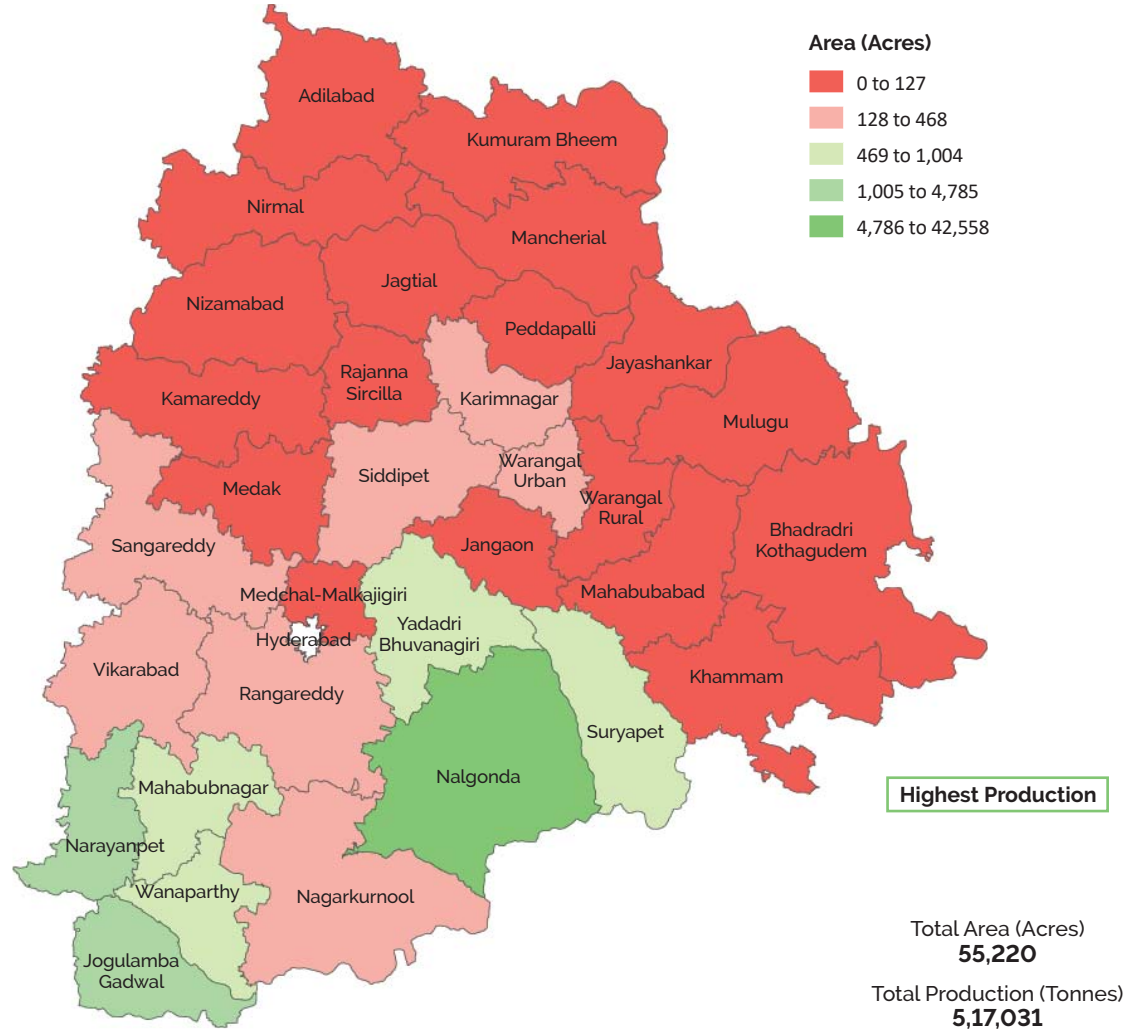 Area (Acres)
0 to 127
128 to 468
469 to 1,004
1,005 to 4,785
4,786 to 42,558
Adilabad
Kumuram Bheem
Nirmal
Mancherial
Jagtial
Nizamabad
Peddapalli
Jayashankar
Rajanna
Sircilla
Kamareddy
Karimnagar
Mulugu
Siddipet
Warangal
Urban
Medak
Warangal
Rural
Bhadradri
Kothagudem
Sangareddy
Jangaon
Medchal-Malkajigiri
Mahabubabad
Yadadri
Bhuvanagiri
Hyderabad
Vikarabad
Rangareddy
Khammam
Suryapet
Nalgonda
Mahabubnagar
Highest Production
Narayanpet
Wanaparthy
Nagarkurnool
Jogulamba
Gadwal
Total Area (Acres)
55,220
Total Production (Tonnes)
5,17,031